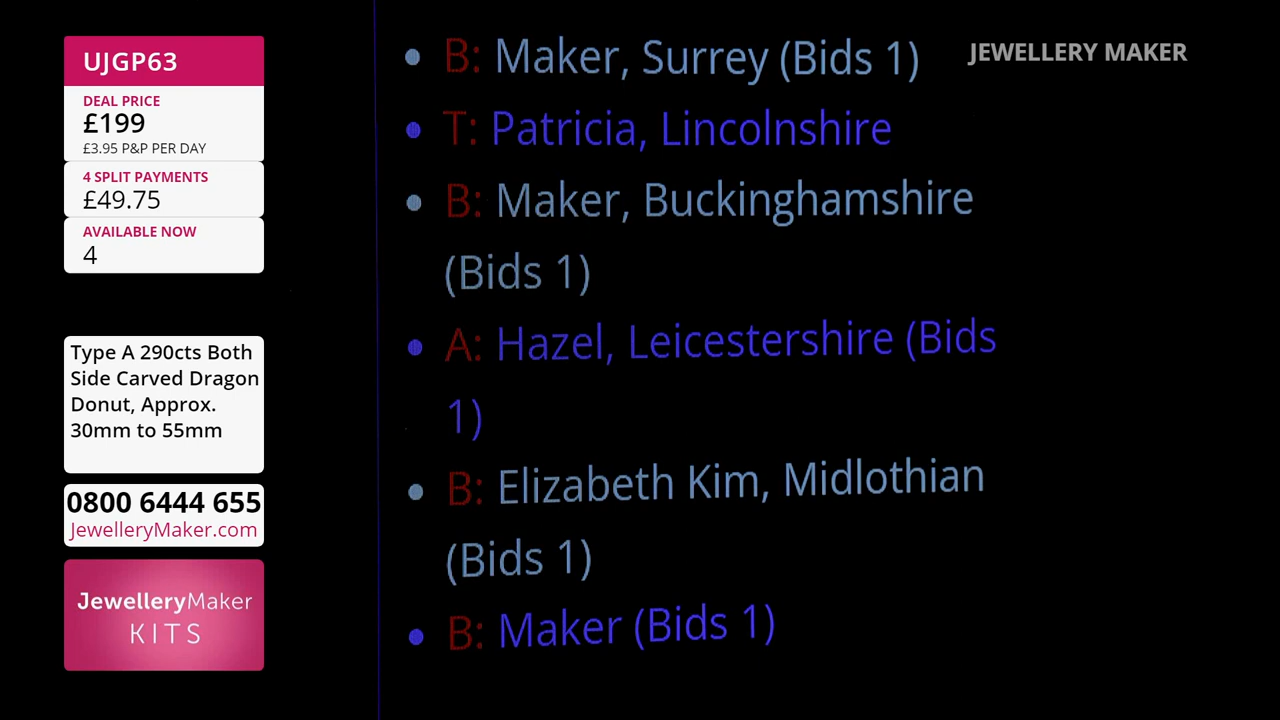 UJGP63
DEAL PRICE
£199
£3.95 P&P PER DAY
4 SPLIT PAYMENTS
£49.75
AVAILABLE NOW
4
Type A 290cts Both
Side Carved Dragon
Donut, Approx.
30mm to 55mm
0800 6444 655
JewelleryMaker.com
JewelleryMaker
KITS
B: Maker, Surrey (Bids 1)
T: Patricia, Lincolnshire
B: Maker, Buckinghamshire
(Bids 1)
A: Hazel, Leicestershire (Bids
1)
B: Elizabeth Kim, Midlothian
(Bids 1)
B: Maker (Bids 1)
JEWELLERY MAKER